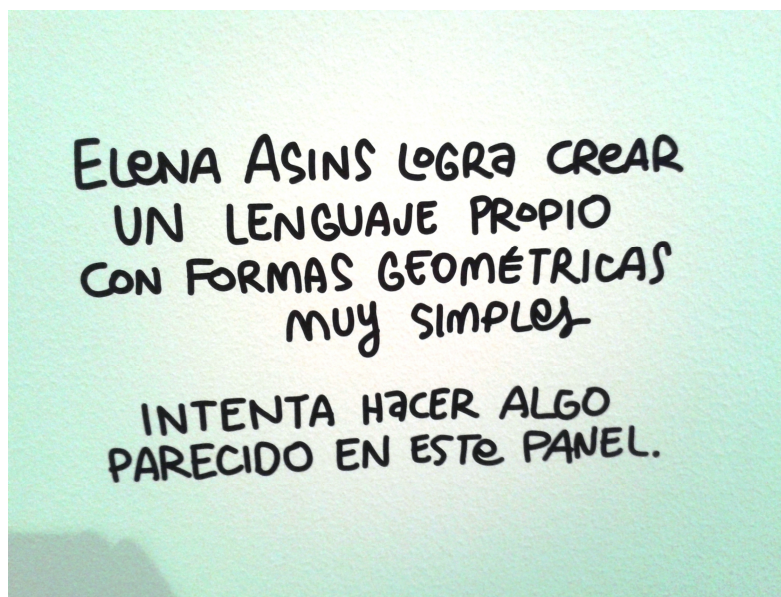 ELeNA ASINS LoGRa CReAR
UN LENGUAJE PROPIO
CON FORMAS GEOMÉTRICAS
MUY SIMPLes
INTENTA HaCER ALGO
PARECIDO EN ESTe PANEL.